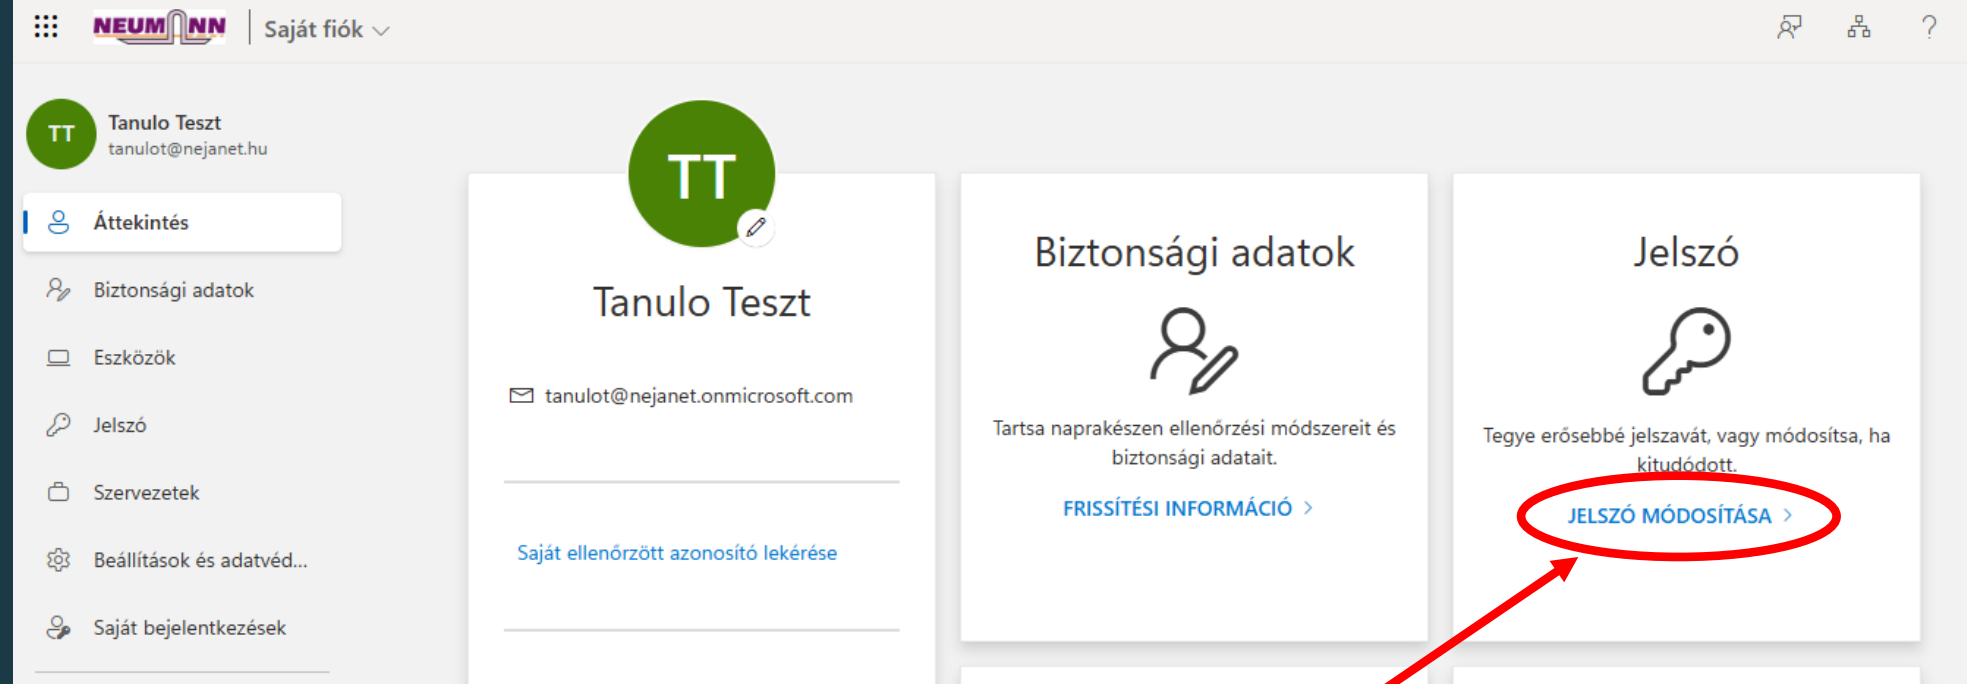 NEUMANN
Saját fiók
TT
Tanulo Teszt
tanulot@nejanet.hu
Áttekintés
Biztonsági adatok
Eszközök
Jelszó
Szervezetek
Beállítások és adatvéd...
Saját bejelentkezések
TT
Tanulo Teszt
tanulot@nejanet.onmicrosoft.com
Saját ellenőrzött azonosító lekérése
Biztonsági adatok
Tartsa naprakészen ellenőrzési módszereit és
biztonsági adatait.
FRISSÍTÉSI INFORMÁCIÓ
Jelszó
Tegye erősebbé jelszavát, vagy módosítsa, ha
kitudódott.
JELSZÓ MÓDOSÍTÁSA